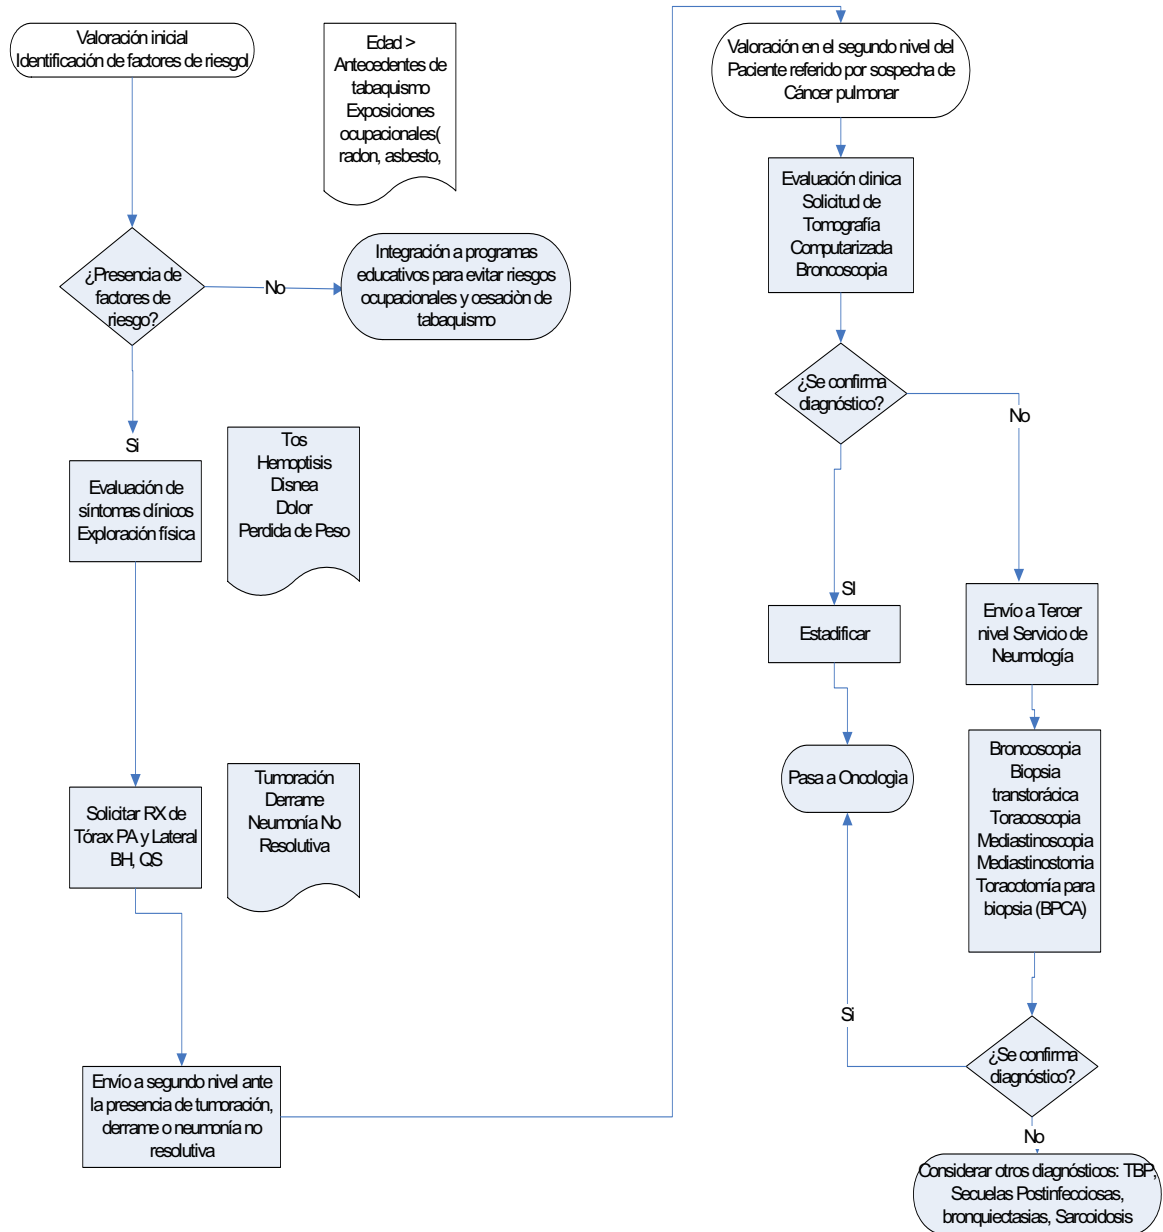 Valoración inicial
Identificación de factores de riesgol
Edad >
Antecedentes de
tabaquismo
Exposiciones
ocupacionales(
radon, asbesto,
¿Presencia de
factores de
riesgo?
No
Integración a programas
educativos para evitar riesgos
ocupacionales y cesaciòn de
tabaquismo
Si
Evaluación de
síntomas clínicos
Exploración física
Tos
Hemoptisis
Disnea
Dolor
Perdida de Peso
Solicitar RX de
Tórax PA y Lateral
BH, QS
Tumoración
Derrame
Neumonía No
Resolutiva
Envío a segundo nivel ante
la presencia de tumoración,
derrame o neumonía no
resolutiva
Valoración en el segundo nivel del
Paciente referido por sospecha de
Cáncer pulmonar
Evaluación clinica
Solicitud de
Tomografía
Computarizada
Broncoscopia
¿Se confirma
diagnóstico?
No
SI
Estadificar
Pasa a Oncologìa
Envío a Tercer
nivel Servicio de
Neumología
Broncoscopia
Biopsia
transtorácica
Toracoscopia
Mediastinoscopia
Mediastinostomia
Toracotomía para
biopsia (BPCA)
Si
¿Se confirma
diagnóstico?
No
Considerar otros diagnósticos: TBP,
Secuelas Postinfecciosas,
bronquiectasias, Sarcoidosis